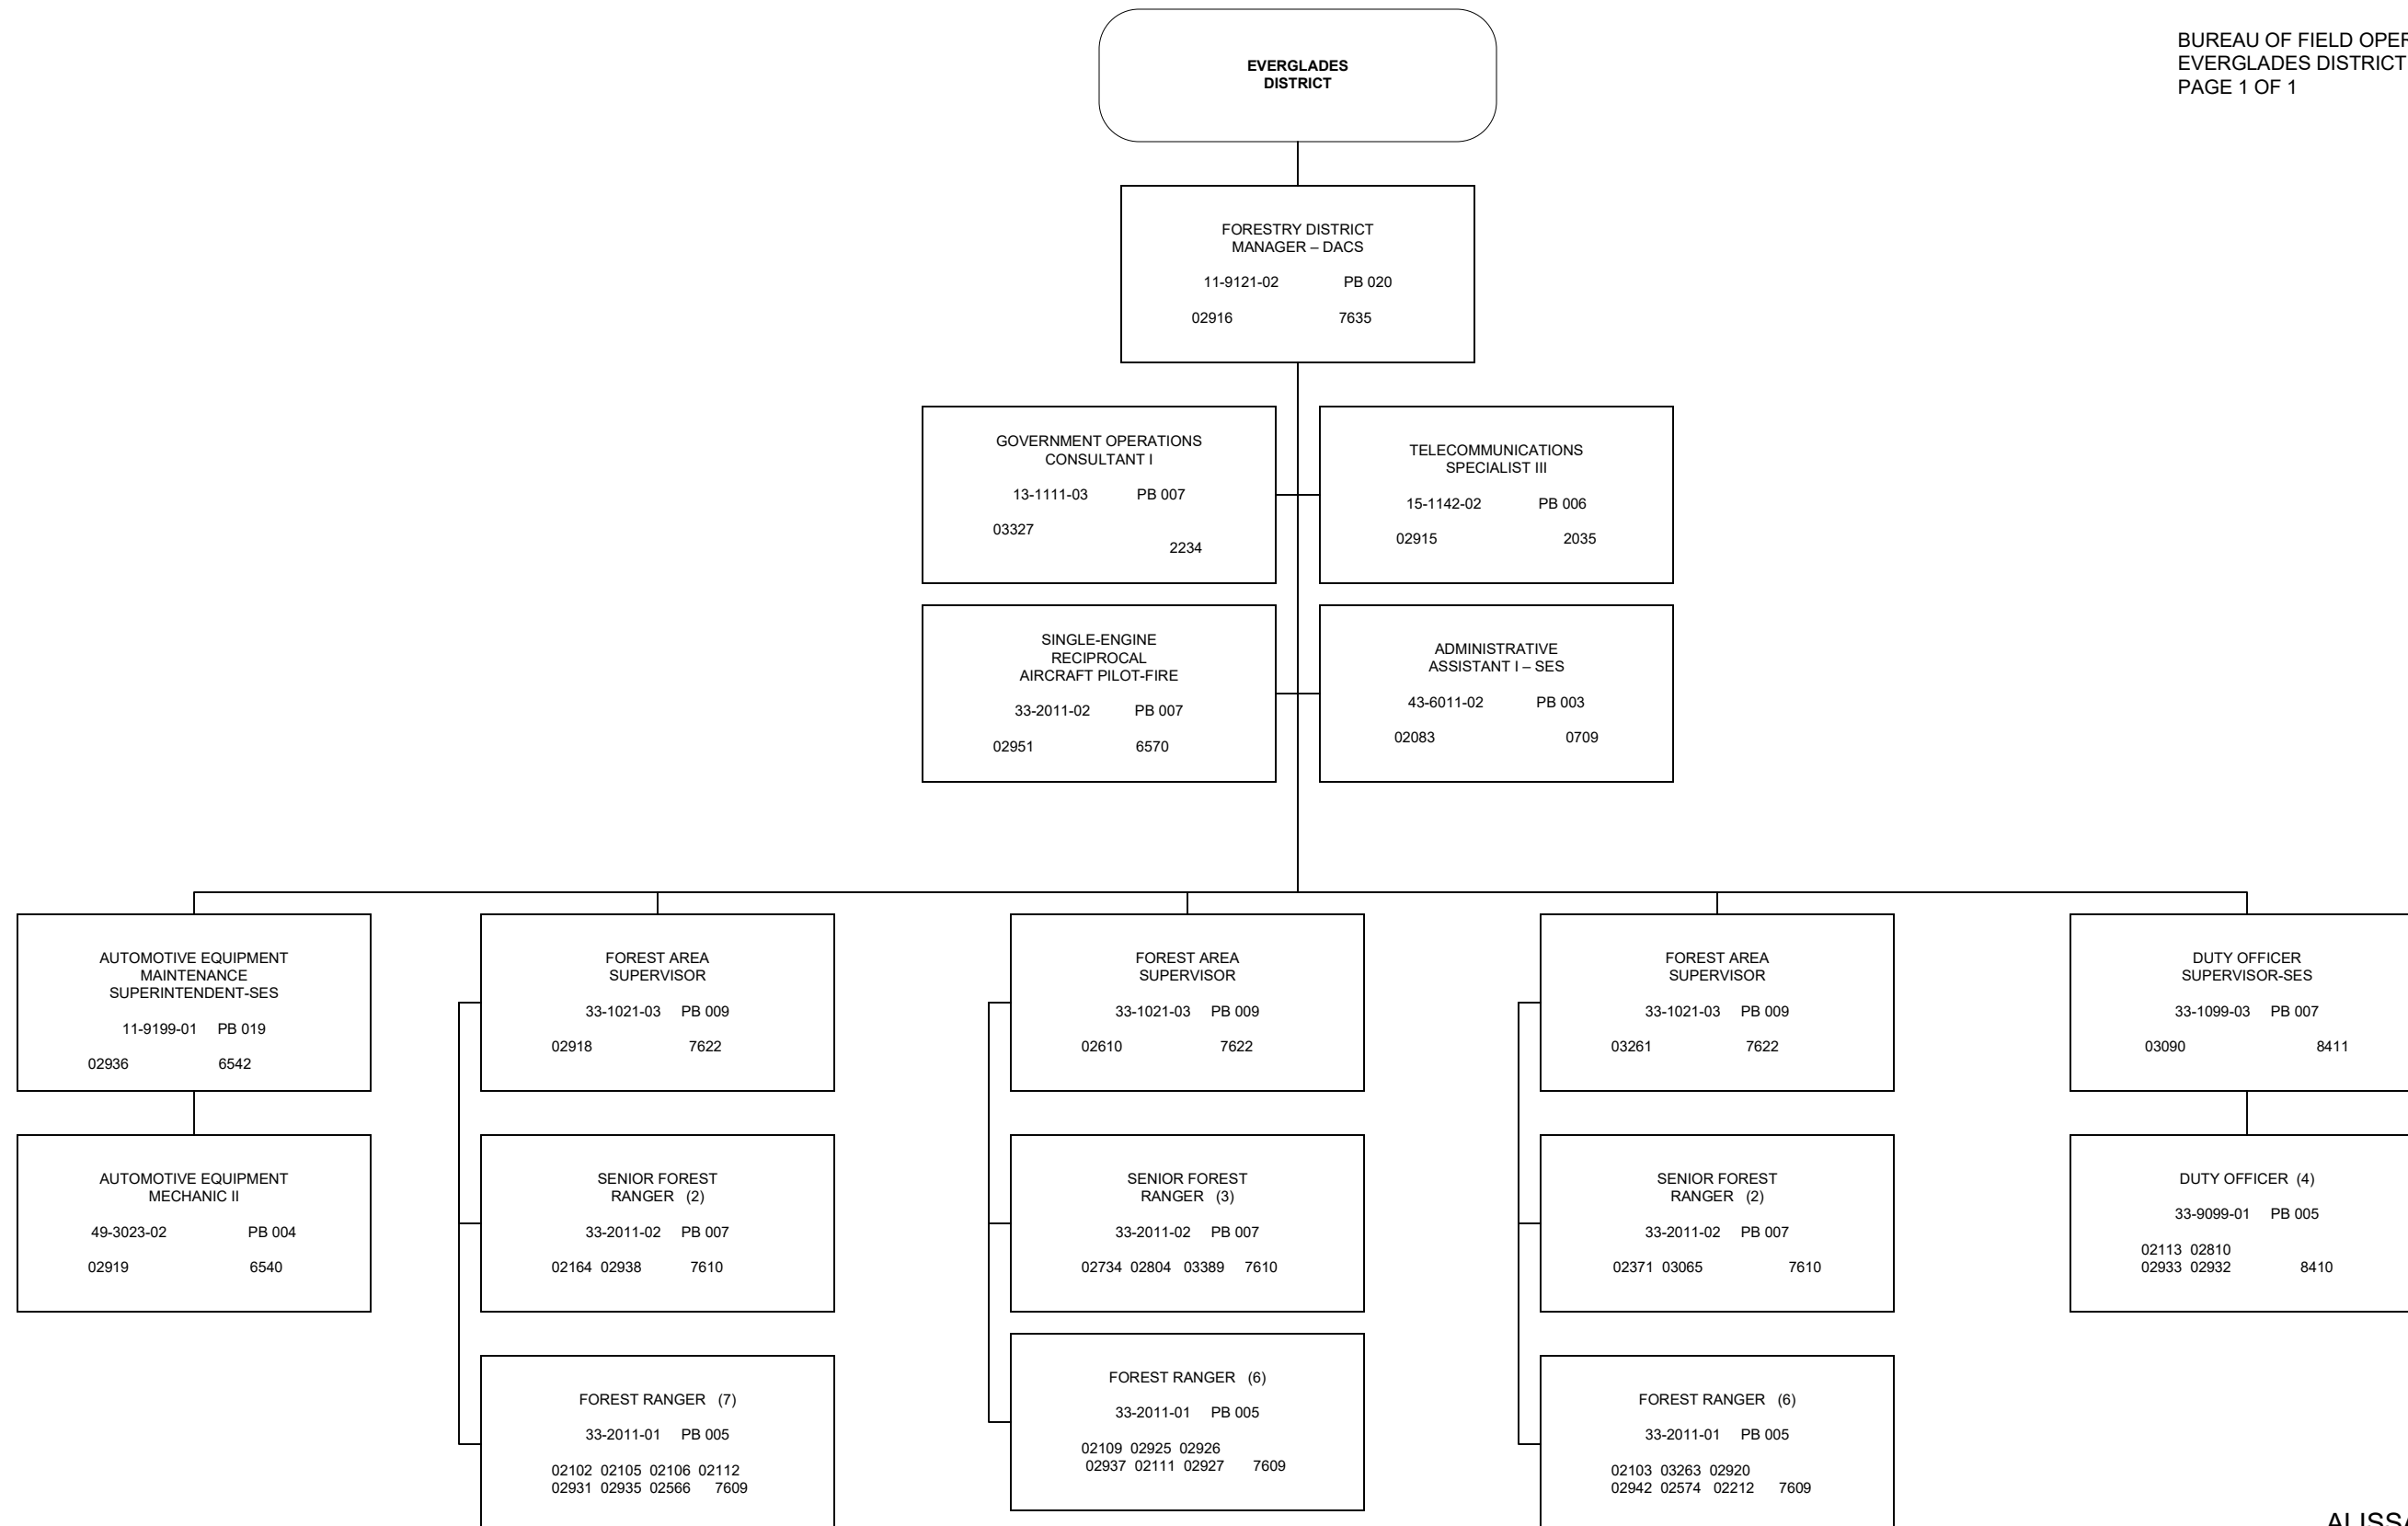 EVERGLADES
DISTRICT
BUREAU OF FIELD OPER
EVERGLADES DISTRICT
PAGE 1 OF 1
FORESTRY DISTRICT
MANAGER – DACS
11-9121-02 PB 020
02916 7635
GOVERNMENT OPERATIONS
CONSULTANT I
13-1111-03 PB 007
03327
2234
TELECOMMUNICATIONS
SPECIALIST III
15-1142-02 PB 006
02915 2035
SINGLE-ENGINE
RECIPROCAL
AIRCRAFT PILOT-FIRE
33-2011-02 PB 007
02951 6570
ADMINISTRATIVE
ASSISTANT I – SES
43-6011-02 PB 003
02083 0709
AUTOMOTIVE EQUIPMENT
MAINTENANCE
SUPERINTENDENT-SES
11-9199-01 PB 019
02936 6542
FOREST AREA
SUPERVISOR
33-1021-03 PB 009
02918 7622
FOREST AREA
SUPERVISOR
33-1021-03 PB 009
02610 7622
FOREST AREA
SUPERVISOR
33-1021-03 PB 009
03261 7622
DUTY OFFICER
SUPERVISOR-SES
33-1099-03 PB 007
03090 8411
AUTOMOTIVE EQUIPMENT
MECHANIC II
49-3023-02 PB 004
02919 6540
SENIOR FOREST
RANGER (2)
33-2011-02 PB 007
02164 02938 7610
SENIOR FOREST
RANGER (3)
33-2011-02 PB 007
02734 02804 03389 7610
SENIOR FOREST
RANGER (2)
33-2011-02 PB 007
02371 03065 7610
DUTY OFFICER (4)
33-9099-01 PB 005
02113 02810
02933 02932 8410
FOREST RANGER (7)
33-2011-01 PB 005
02102 02105 02106 02112
02931 02935 02566 7609
FOREST RANGER (6)
33-2011-01 PB 005
02109 02925 02926
02937 02111 02927 7609
FOREST RANGER (6)
33-2011-01 PB 005
02103 03263 02920
02942 02574 02212 7609
ALISSA